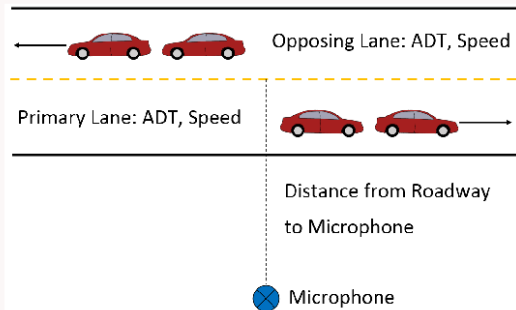 Opposing Lane: ADT, Speed
Primary Lane: ADT, Speed
Distance from Roadway
to Microphone
Microphone